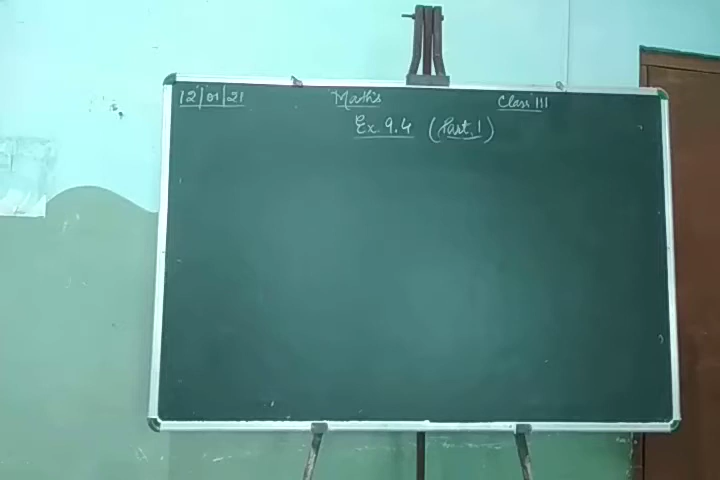 12/01/21 Maths Class III
Ex. 9.4 (Part. 1)